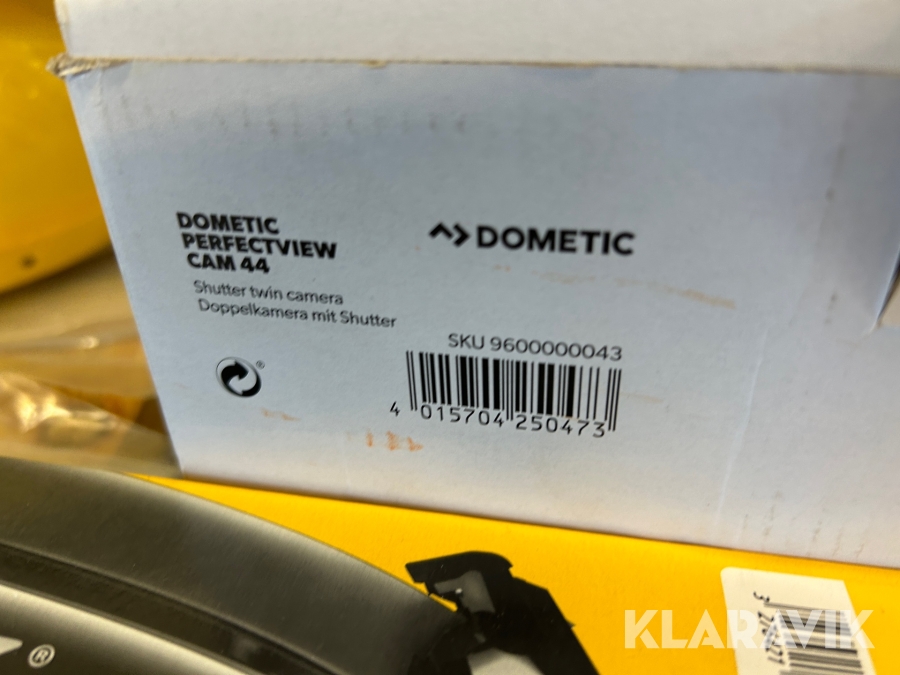 DOMETIC
PERFECTVIEW
CAM 44
Shutter twin camera
Doppelkamera mit Shutter
®
DOMETIC
SKU 9600000043
4 015704 250473
®
KLARAVIK